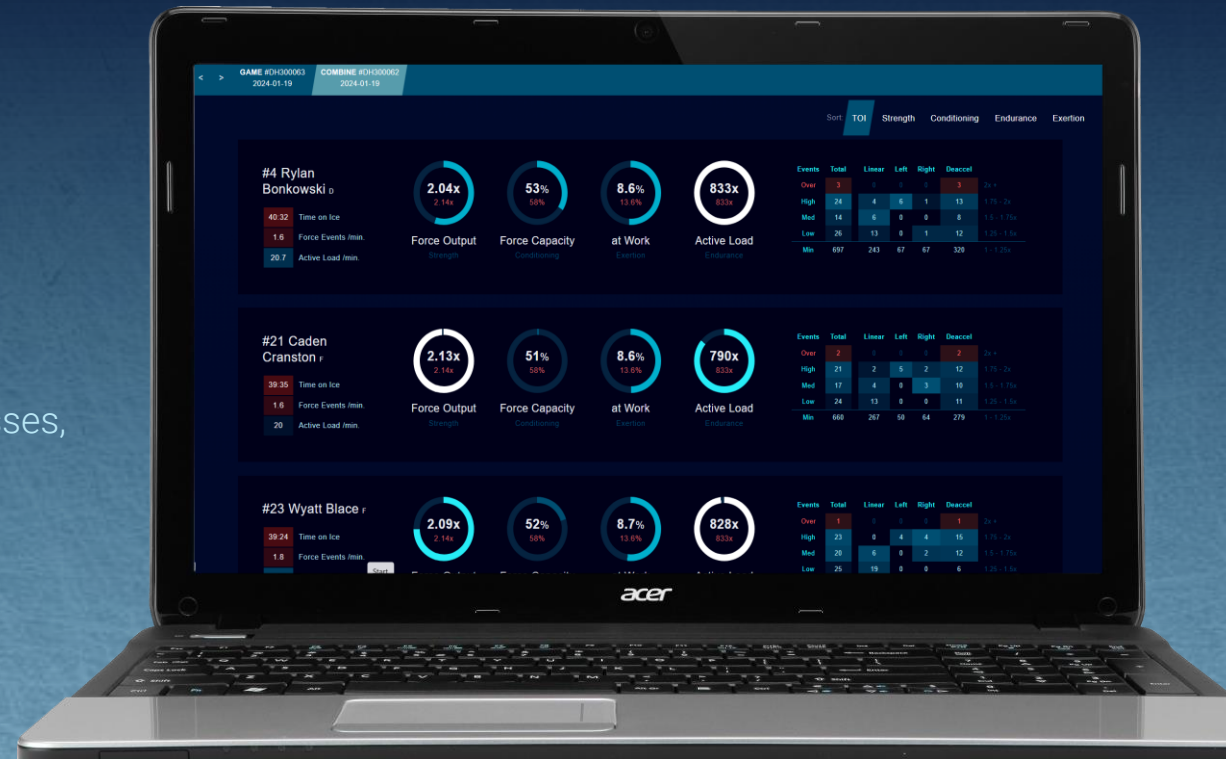 < > GAME #DH300063 COMBINE #DH300062
2024-01-19 2024-01-19
Sort TOI Strength Conditioning Endurance Exertion
#4 Rylan
Bonkowski D
40:32 Time on Ice
1.6 Force Events /min.
20.7 Active Load /min.
2.04x
2.14x
Force Output
Strength
53%
58%
Force Capacity
Conditioning
8.6%
13.6%
at Work
Exertion
833x
833x
Active Load
Endurance
Events Total Linear Left Right Deaccel
Over 3 0 0 0 3 2x +
High 24 4 6 1 13 1.75 - 2x
Med 14 6 0 0 8 1.5 - 1.75x
Low 26 13 0 1 12 1.25 - 1.5x
Min 697 243 67 67 320 1 - 1.25x
#21 Caden
Cranston F
39:35 Time on Ice
1.6 Force Events /min.
20 Active Load /min.
2.13x
2.14x
Force Output
Strength
51%
58%
Force Capacity
Conditioning
8.6%
13.6%
at Work
Exertion
790x
833x
Active Load
Endurance
Events Total Linear Left Right Deaccel
Over 2 0 0 0 2 2x +
High 21 2 5 2 12 1.75 - 2x
Med 17 4 0 3 10 1.5 - 1.75x
Low 24 13 0 0 11 1.25 - 1.5x
Min 660 267 50 64 279 1 - 1.25x
ses,
#23 Wyatt Blace F
39:24 Time on Ice
1.8 Force Events /min.
Start
2.09x
2.14x
52%
58%
8.7%
13.6%
828x
833x
Events Total Linear Left Right Deaccel
Over 1 0 0 0 1 2x +
High 23 0 4 4 15 1.75 - 2x
Med 20 6 0 2 12 1.5 - 1.75x
Low 25 19 0 0 6 1.25 - 1.5x
acer